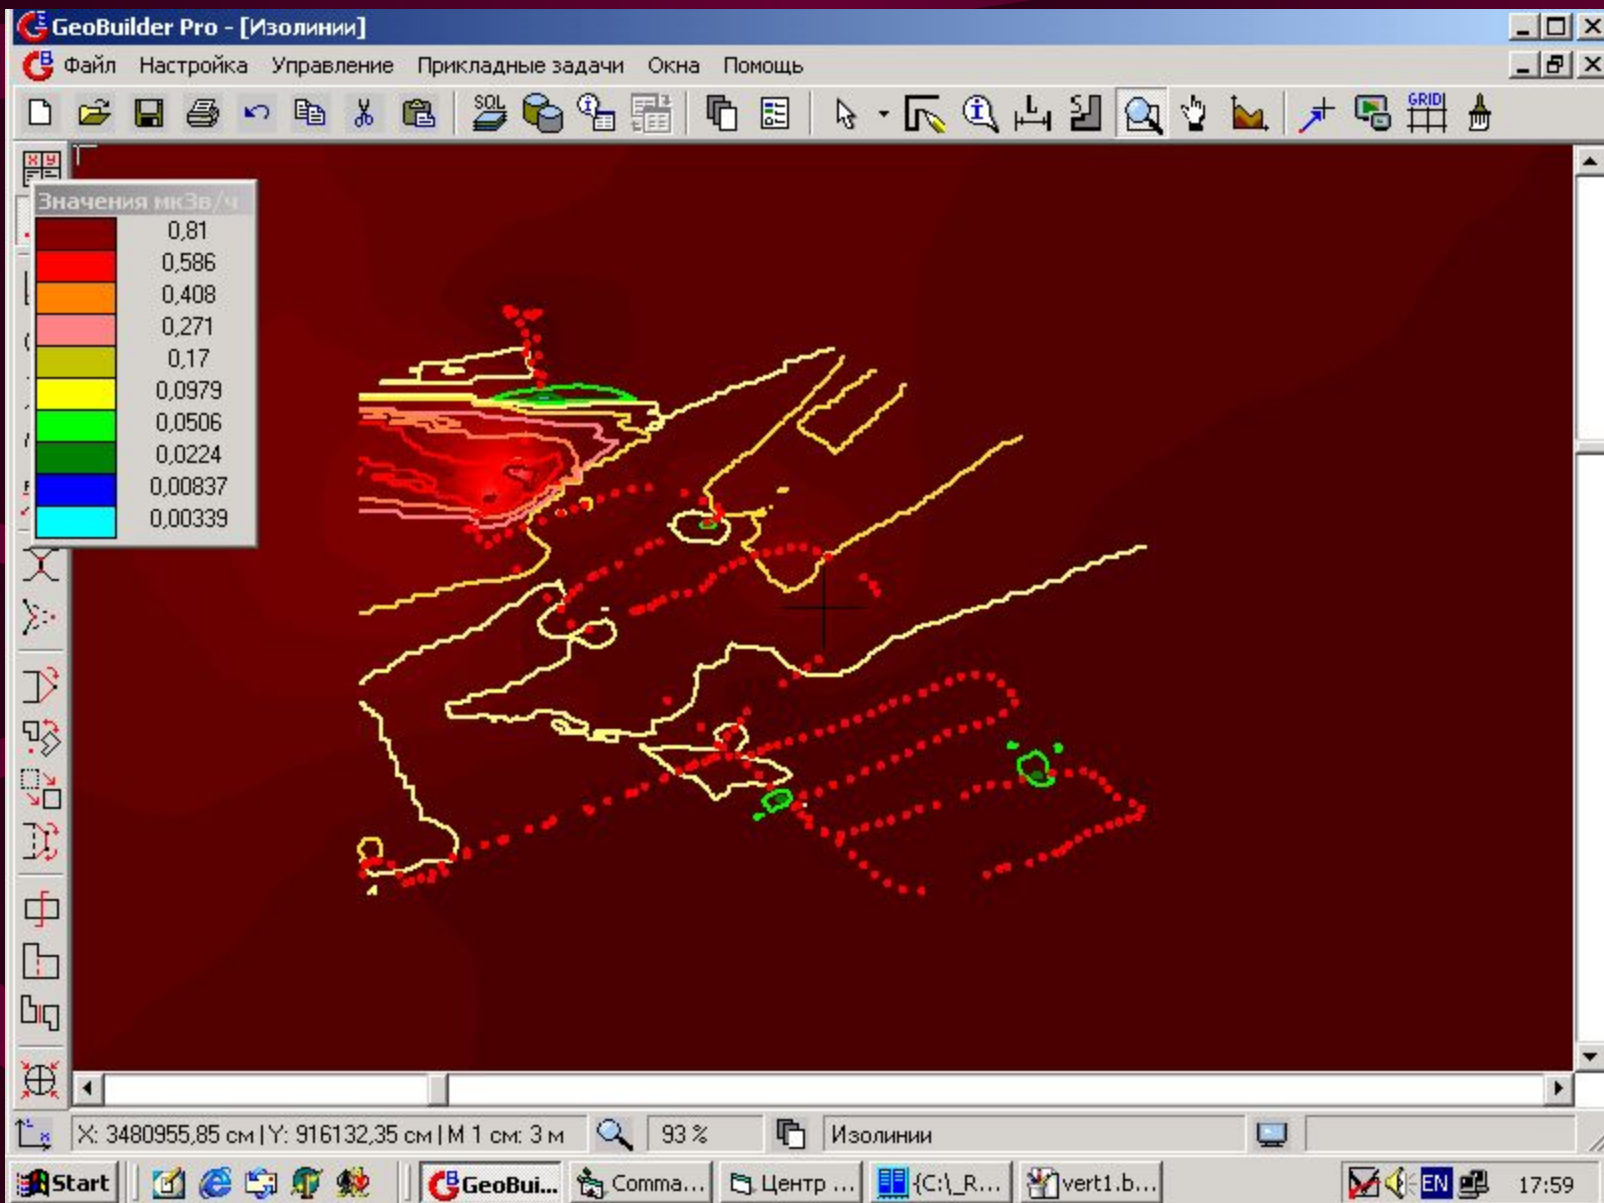 GeoBuilder Pro - [Изолинии]
Файл Настройка Управление Прикладные задачи Окна Помощь
SQL
GRID
Значения мкЗв/ч
0,81
0,586
0,408
0,271
0,17
0,0979
0,0506
0,0224
0,00837
0,00339
X: 3480955,85 см | Y: 916132,35 см | М 1 см: 3 м
93 %
Изолинии
Start
GeoBui...
Comma...
Центр ...
{C:\_R...
vert1.b...
EN
17:59